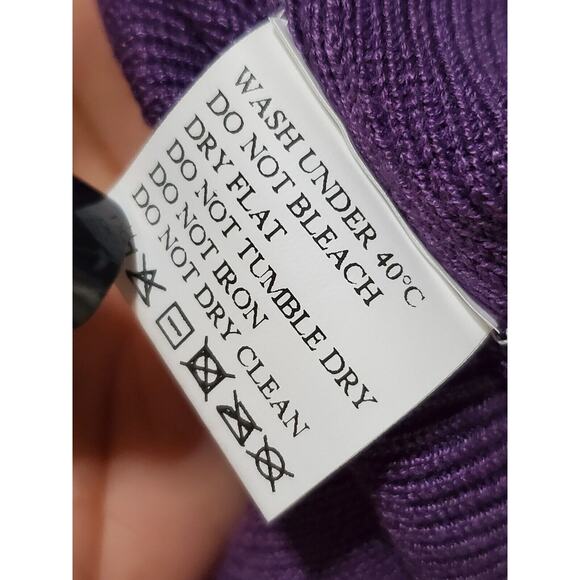 WASH UNDER 40°C
DO NOT BLEACH
DRY FLAT
DO NOT TUMBLE DRY
DO NOT IRON
DO NOT DRY CLEAN